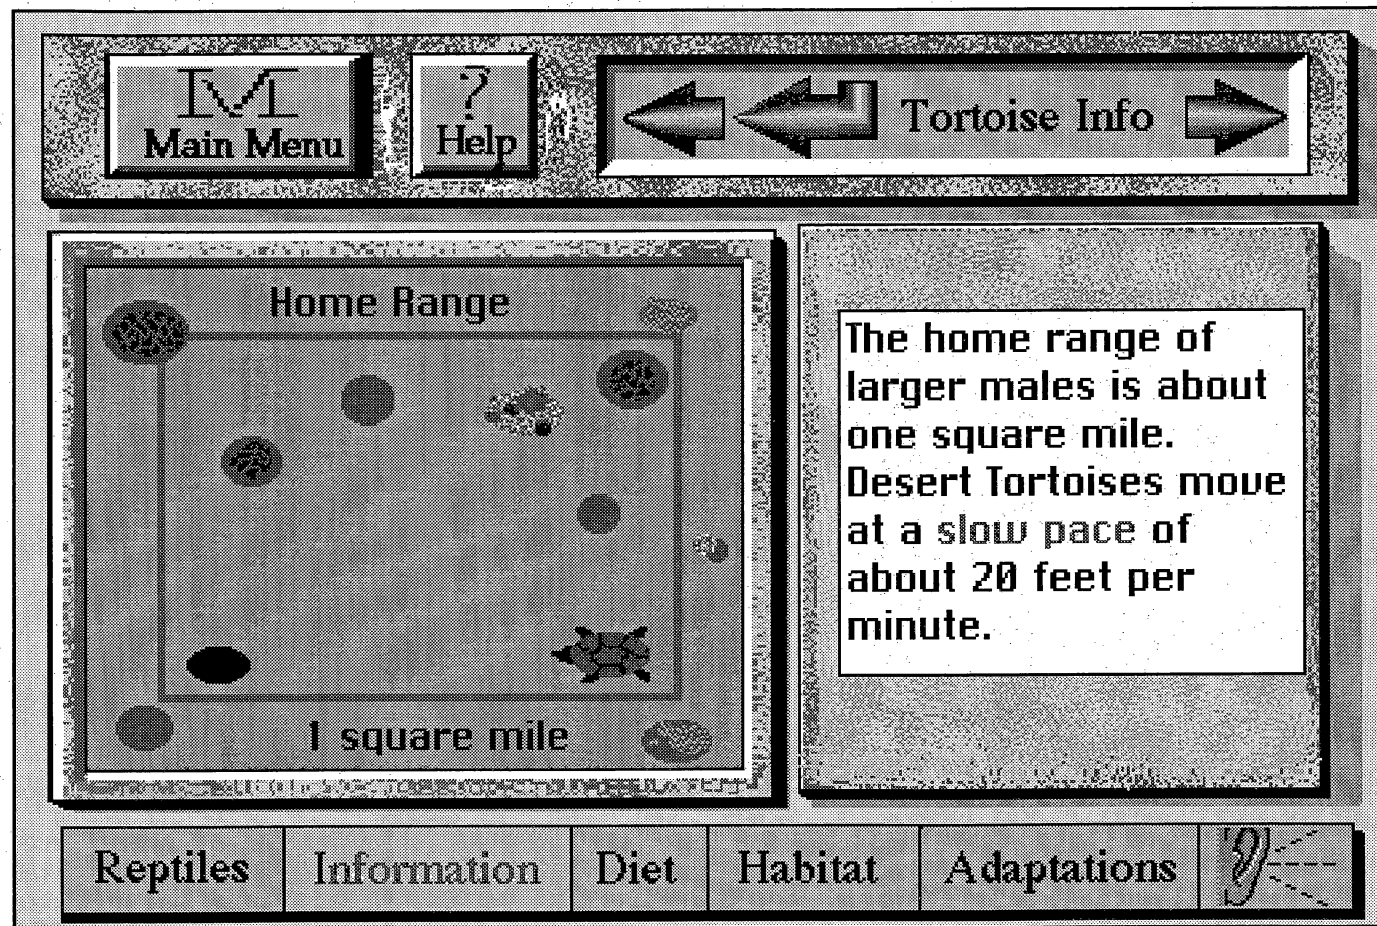 Main Menu
?
Help
Tortoise Info
Home Range
1 square mile
The home range of
larger males is about
one square mile.
Desert Tortoises move
at a slow pace of
about 20 feet per
minute.
Reptiles
Information
Diet
Habitat
Adaptations